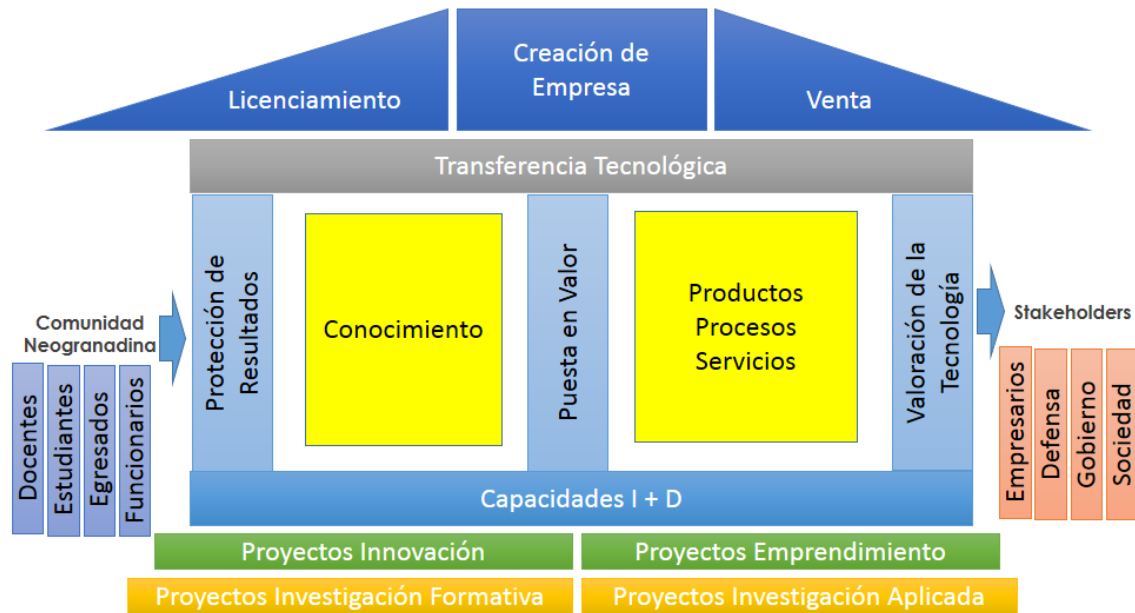 Creación de
Empresa
Licenciamiento
Venta
Transferencia Tecnológica
Comunidad
Neogranadina
Docentes
Estudiantes
Egresados
Funcionarios
Protección de
Resultados
Conocimiento
Puesta en Valor
Productos
Procesos
Servicios
Valoración de la
Tecnología
Stakeholders
Empresarios
Defensa
Gobierno
Sociedad
Capacidades I + D
Proyectos Innovación
Proyectos Emprendimiento
Proyectos Investigación Formativa
Proyectos Investigación Aplicada